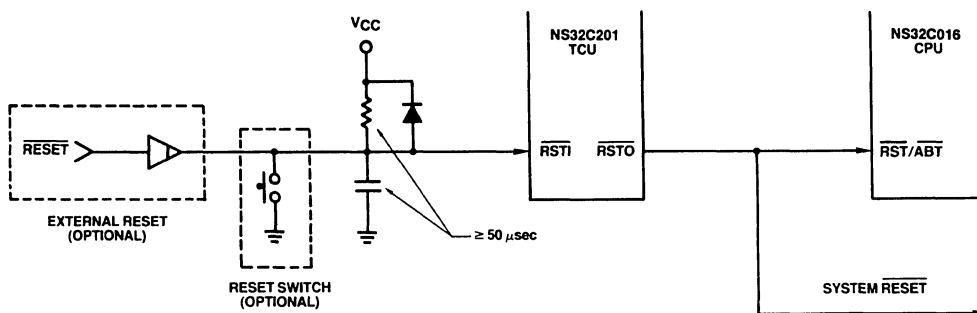 VCC
NS32C201
TCU
NS32C016
CPU
RESET
RSTI
RSTO
RST/ABT
EXTERNAL RESET
(OPTIONAL)
≥ 50 μsec
RESET SWITCH
(OPTIONAL)
SYSTEM RESET